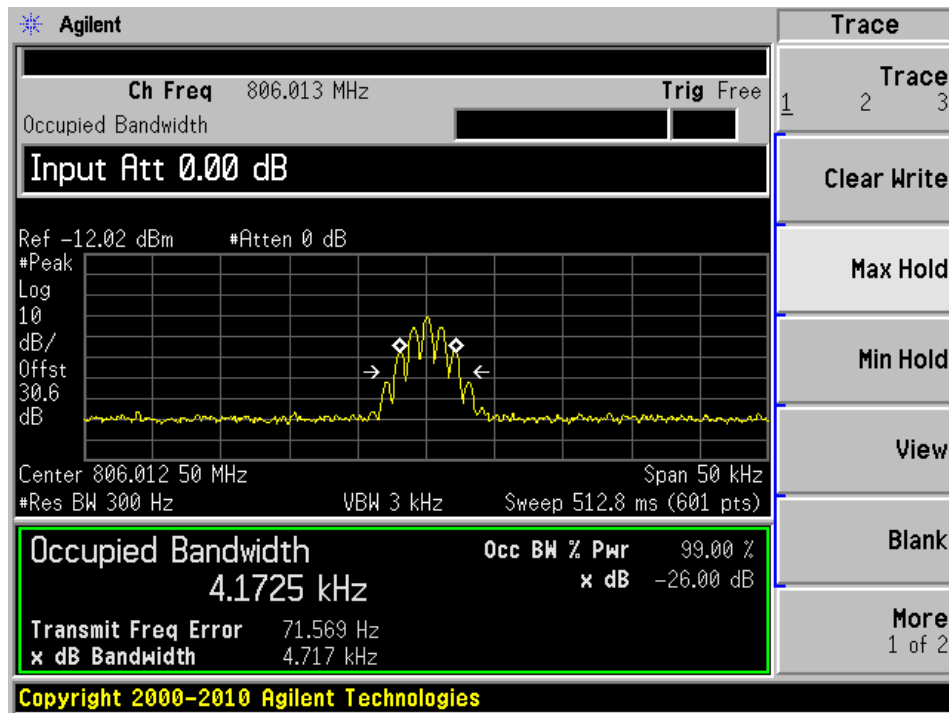 Agilent
Trace
Ch Freq 806.013 MHz Trig Free
Occupied Bandwidth
Input Att 0.00 dB
Ref -12.02 dBm #Atten 0 dB
#Peak
Log
10
dB/
Offst
30.6
dB
Center 806.012 50 MHz Span 50 kHz
#Res BW 300 Hz VBW 3 kHz Sweep 512.8 ms (601 pts)
Occupied Bandwidth
4.1725 kHz
Occ BW % Pwr 99.00 %
x dB -26.00 dB
Transmit Freq Error 71.569 Hz
x dB Bandwidth 4.717 kHz
Copyright 2000-2010 Agilent Technologies
Trace
1 2 3
Clear Write
Max Hold
Min Hold
View
Blank
More
1 of 2